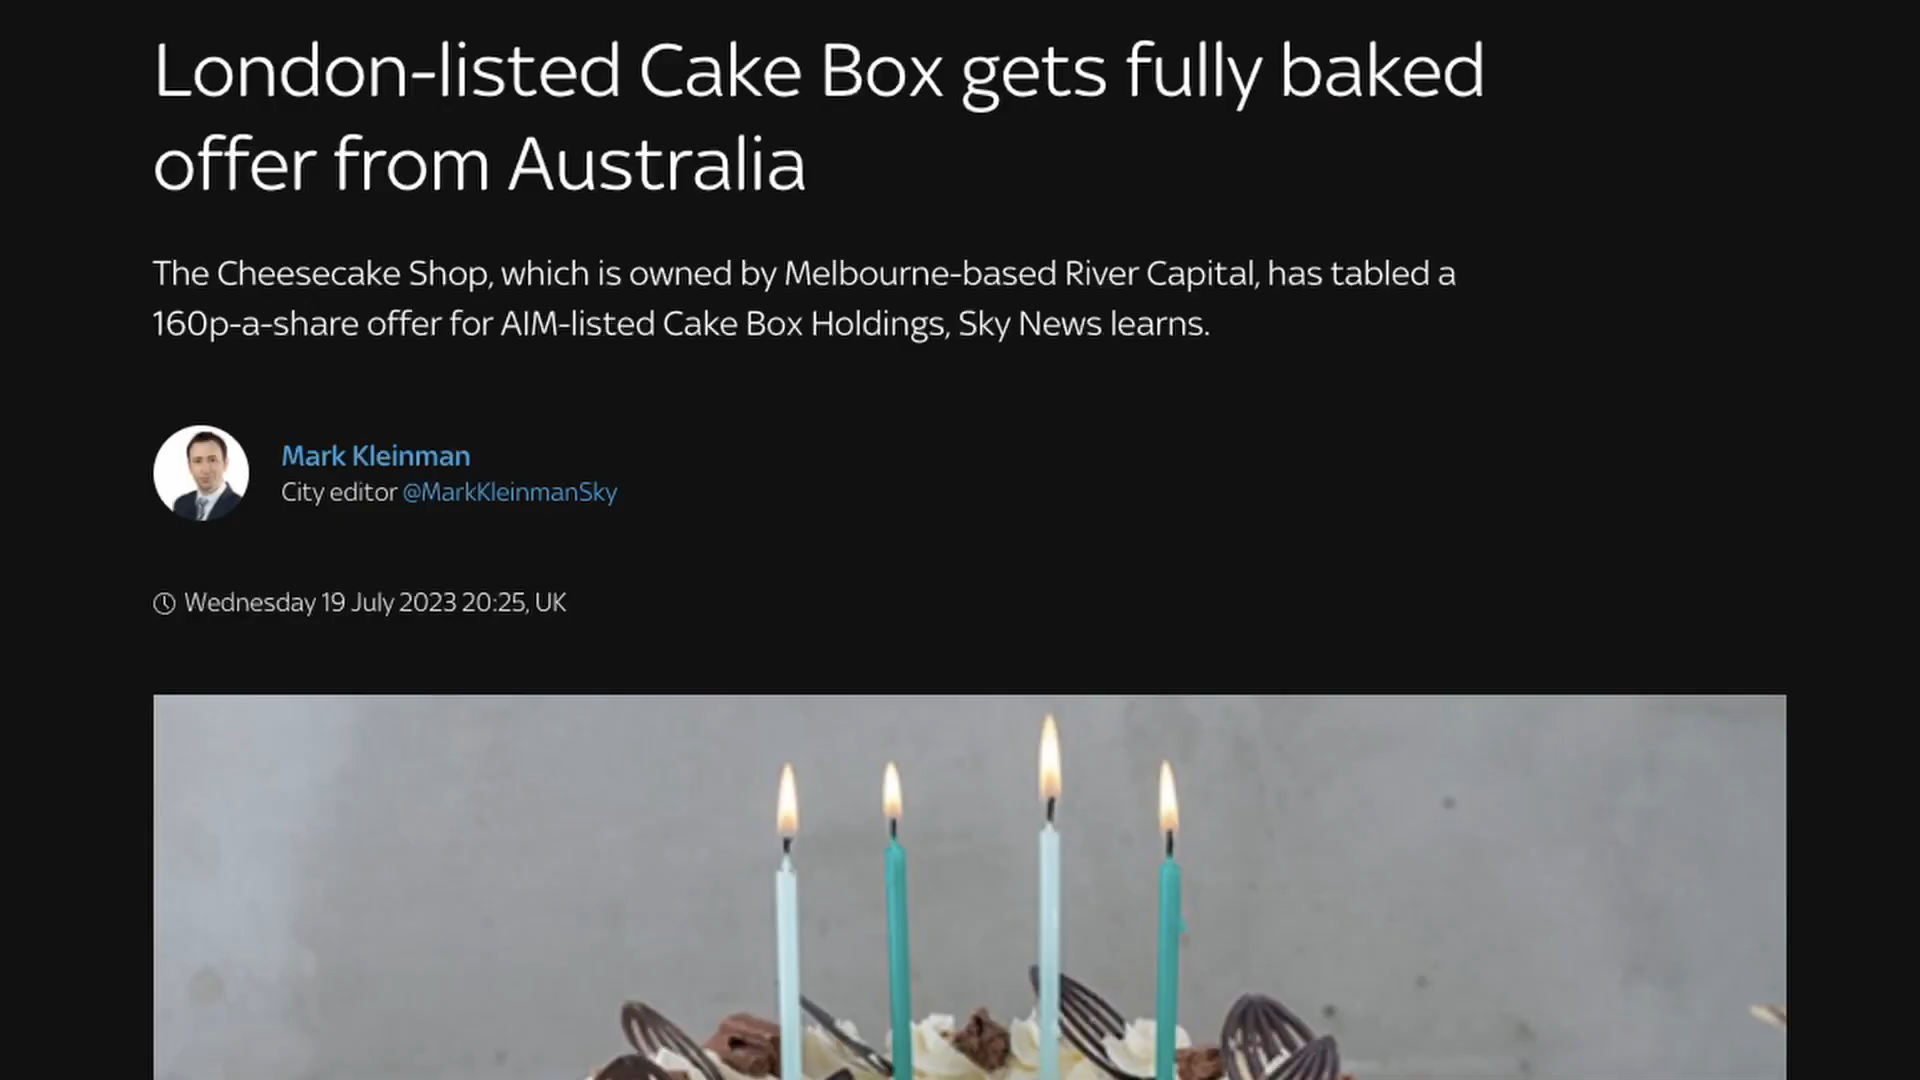 London-listed Cake Box gets fully baked
offer from Australia
The Cheesecake Shop, which is owned by Melbourne-based River Capital, has tabled a
160p-a-share offer for AIM-listed Cake Box Holdings, Sky News learns.
Mark Kleinman
City editor @MarkKleinmanSky
Wednesday 19 July 2023 20:25, UK